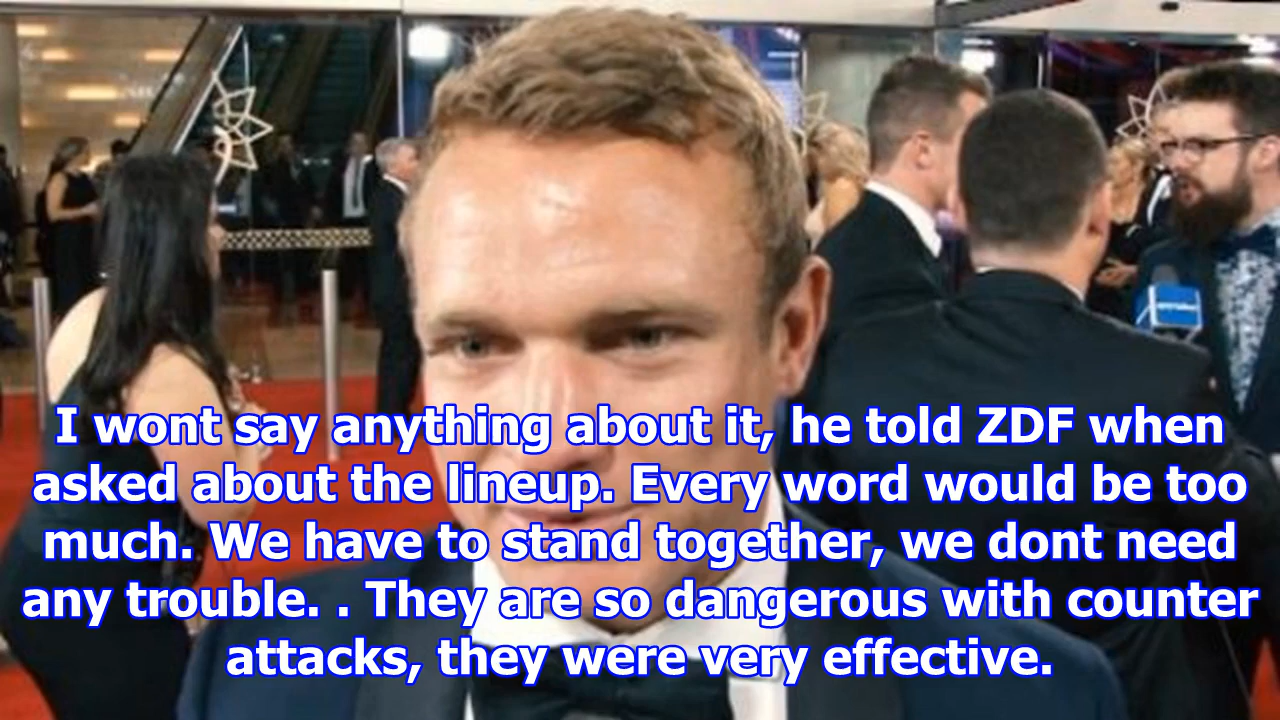 I wont say anything about it, he told ZDF when
asked about the lineup. Every word would be too
much. We have to stand together, we dont need
any trouble. . They are so dangerous with counter
attacks, they were very effective.